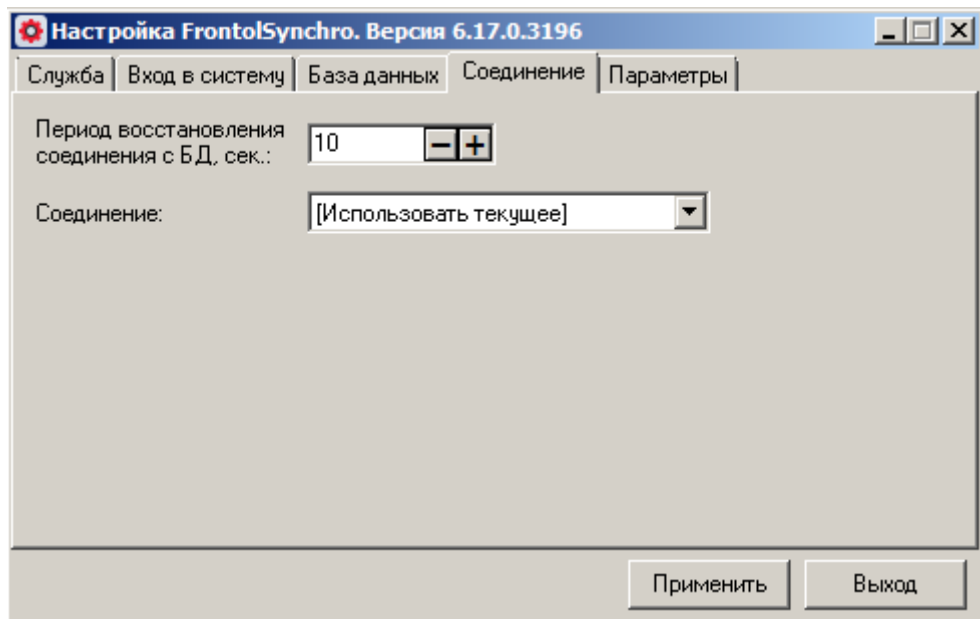 Настройка FrontolSynchro. Версия 6.17.0.3196
Служба Вход в систему База данных Соединение Параметры
Период восстановления
соединения с БД, сек.:
10
Соединение:
[Использовать текущее]
Применить Выход